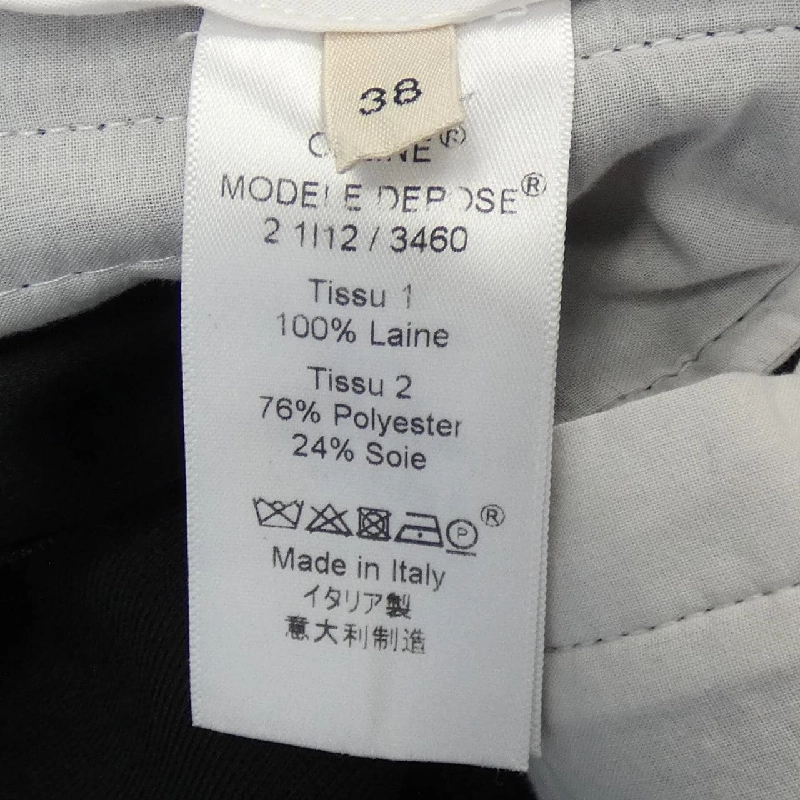 38
MODELE DEPOSE®
2 1I12 / 3460
Tissu 1
100% Laine
Tissu 2
76% Polyester
24% Soie
P ®
Made in Italy
イタリア製
意大利制造